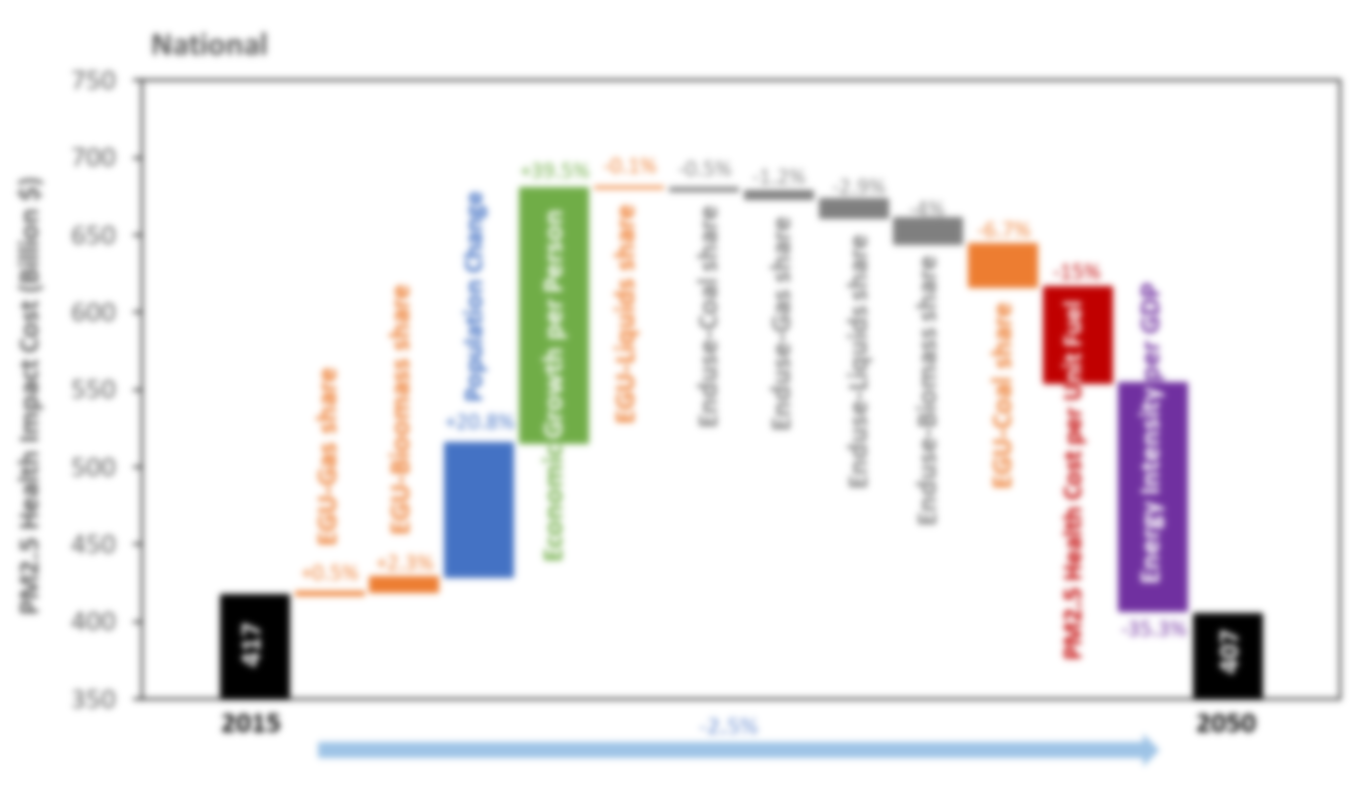 National
PM2.5 Health Impact Cost (Billion $)
750
700
650
600
550
500
450
400
350
417
+0.5%
EGU-Gas share
+2.3%
EGU-Bioomass share
+20.8%
Population Change
+39.5%
Economic Growth per Person
-0.1%
EGU-Liquids share
-0.5%
Enduse-Coal share
-1.2%
Enduse-Gas share
-2.9%
Enduse-Liquids share
-4%
Enduse-Biomass share
-6.7%
EGU-Coal share
-15%
PM2.5 Health Cost per Unit Fuel
Energy Intensity per GDP
-35.3%
407
2015
2050
-2.5%